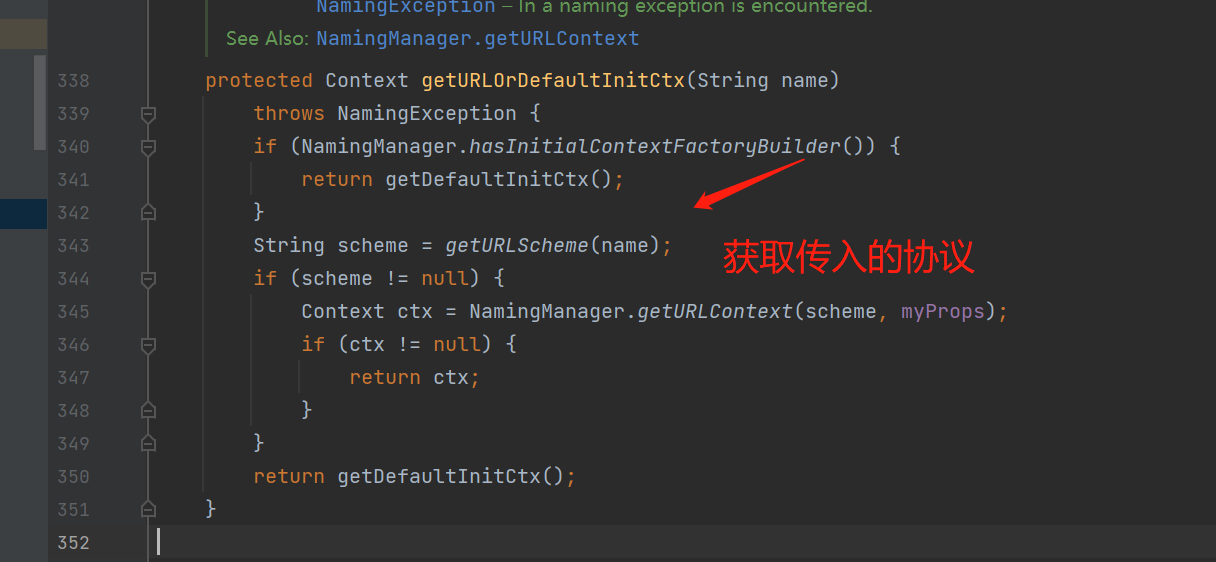 NamingException – In a naming exception is encountered.
See Also: NamingManager.getURLContext
338 protected Context getURLOrDefaultInitCtx(String name)
339 throws NamingException {
340 if (NamingManager.hasInitialContextFactoryBuilder()) {
341 return getDefaultInitCtx();
342 }
343 String scheme = getURLScheme(name);
获取传入的协议
344 if (scheme != null) {
345 Context ctx = NamingManager.getURLContext(scheme, myProps);
346 if (ctx != null) {
347 return ctx;
348 }
349 }
350 return getDefaultInitCtx();
351 }
352